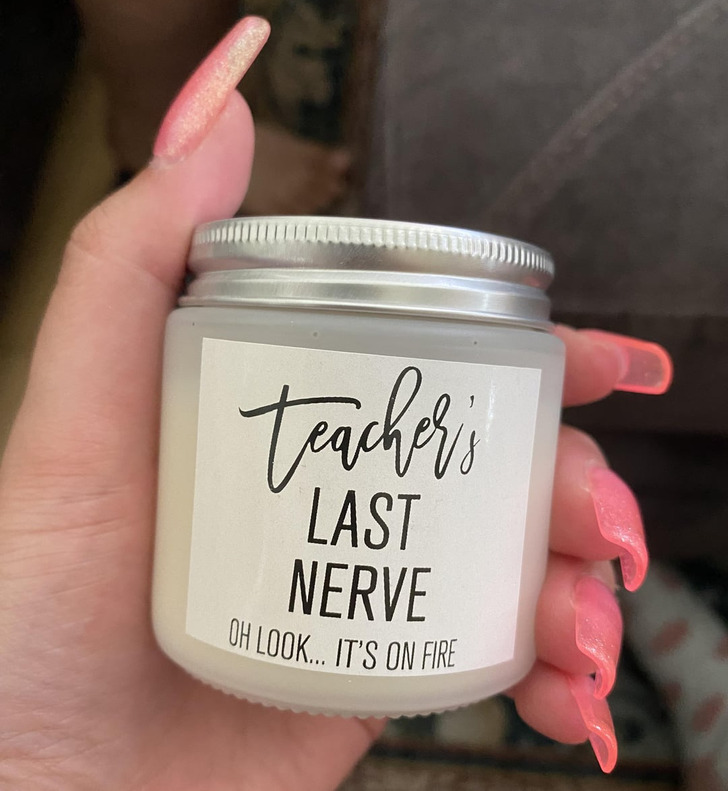 teacher's
LAST
NERVE
OH LOOK... IT'S ON FIRE